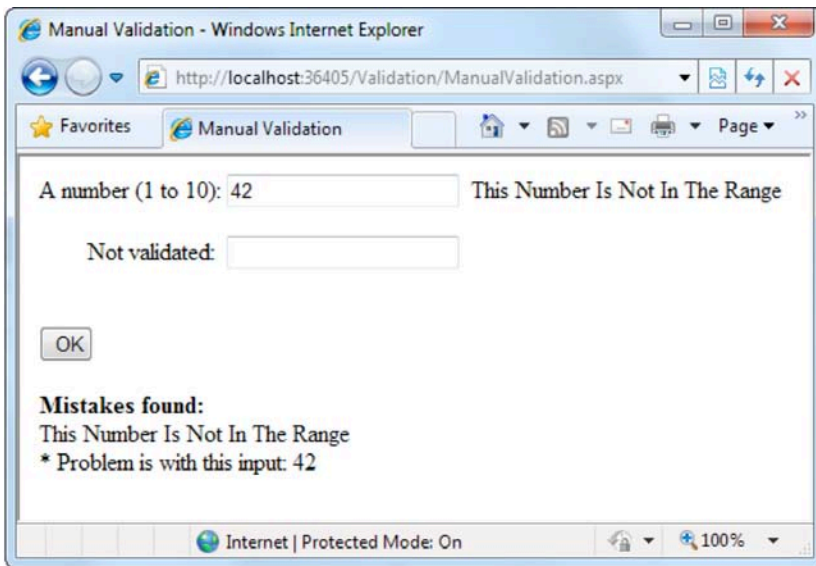 Manual Validation - Windows Internet Explorer
http://localhost:36405/Validation/ManualValidation.aspx
Favorites Manual Validation Page
A number (1 to 10): 42 This Number Is Not In The Range
Not validated:
OK
Mistakes found:
This Number Is Not In The Range
* Problem is with this input: 42
Internet | Protected Mode: On 100%